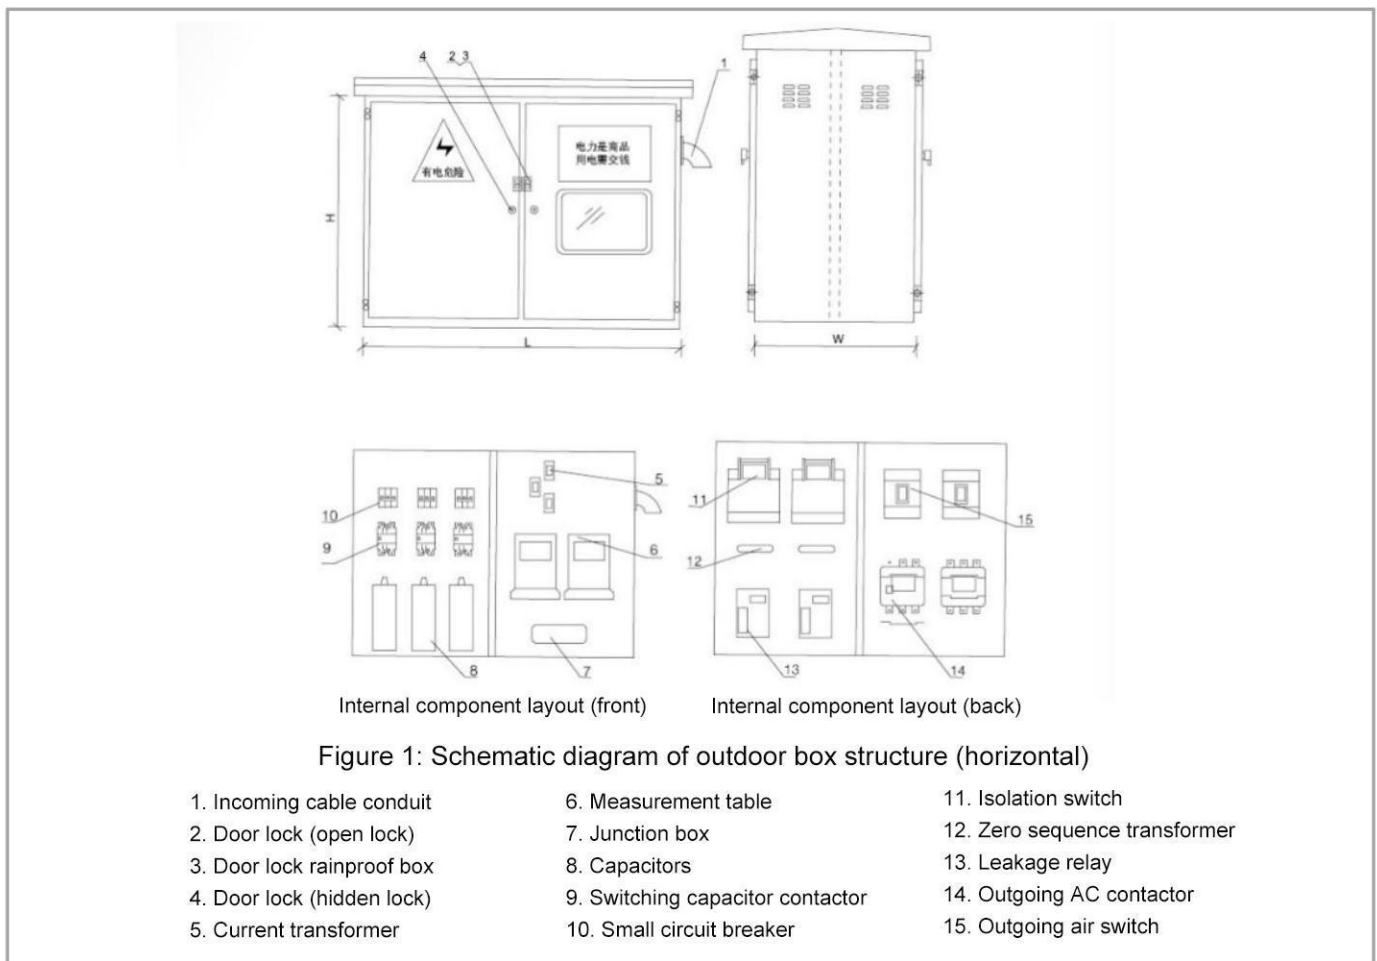 4
2 3
1
有电危险
电力是商品
用电需交钱
H
L
W
5
10
9
6
8
7
11
12
15
13
14
Internal component layout (front)
Internal component layout (back)
Figure 1: Schematic diagram of outdoor box structure (horizontal)
1. Incoming cable conduit
2. Door lock (open lock)
3. Door lock rainproof box
4. Door lock (hidden lock)
5. Current transformer
6. Measurement table
7. Junction box
8. Capacitors
9. Switching capacitor contactor
10. Small circuit breaker
11. Isolation switch
12. Zero sequence transformer
13. Leakage relay
14. Outgoing AC contactor
15. Outgoing air switch